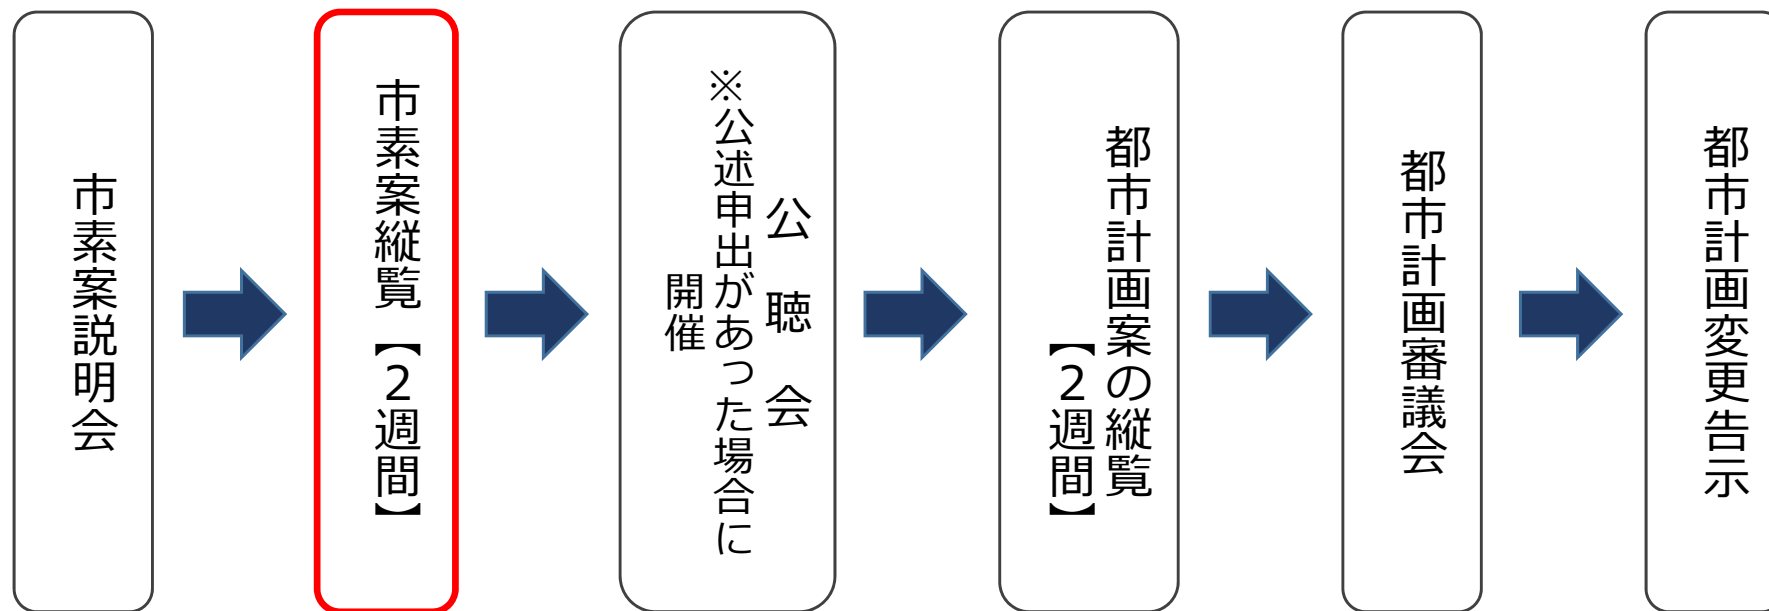 市素案説明会
市素案縦覧【2週間】
公聴会
※公述申出があった場合に
開催
都市計画案の縦覧
【2週間】
都市計画審議会
都市計画変更告示